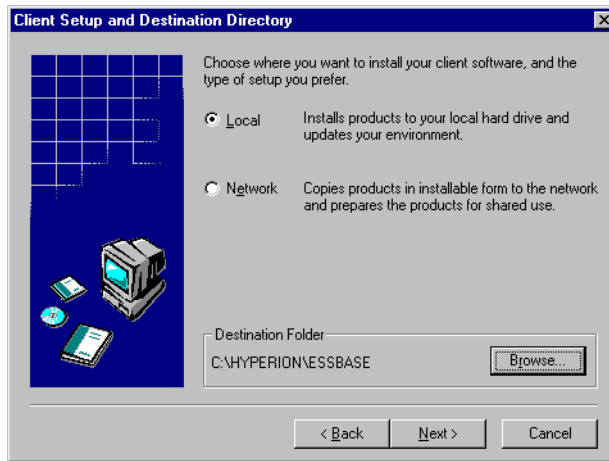 Client Setup and Destination Directory
Choose where you want to install your client software, and the
type of setup you prefer.
Local
Installs products to your local hard drive and
updates your environment.
Network
Copies products in installable form to the network
and prepares the products for shared use.
Destination Folder
C:\HYPERION\ESSBASE
Browse...
< Back
Next >
Cancel